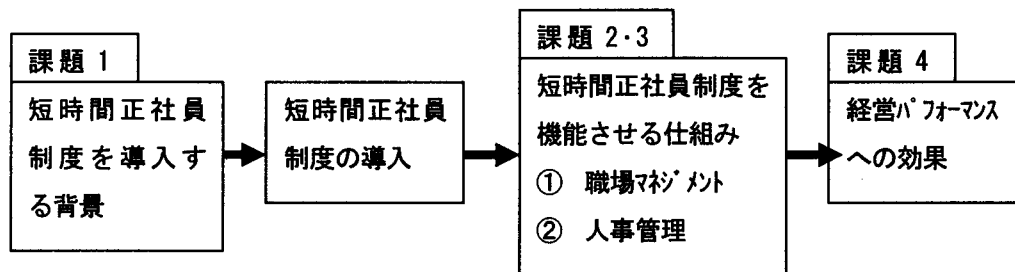 課題 1
短時間正社員
制度を導入す
る背景
短時間正社員
制度の導入
課題 2・3
短時間正社員制度を
機能させる仕組み
① 職場マネジメント
② 人事管理
課題 4
経営パフォーマンス
への効果